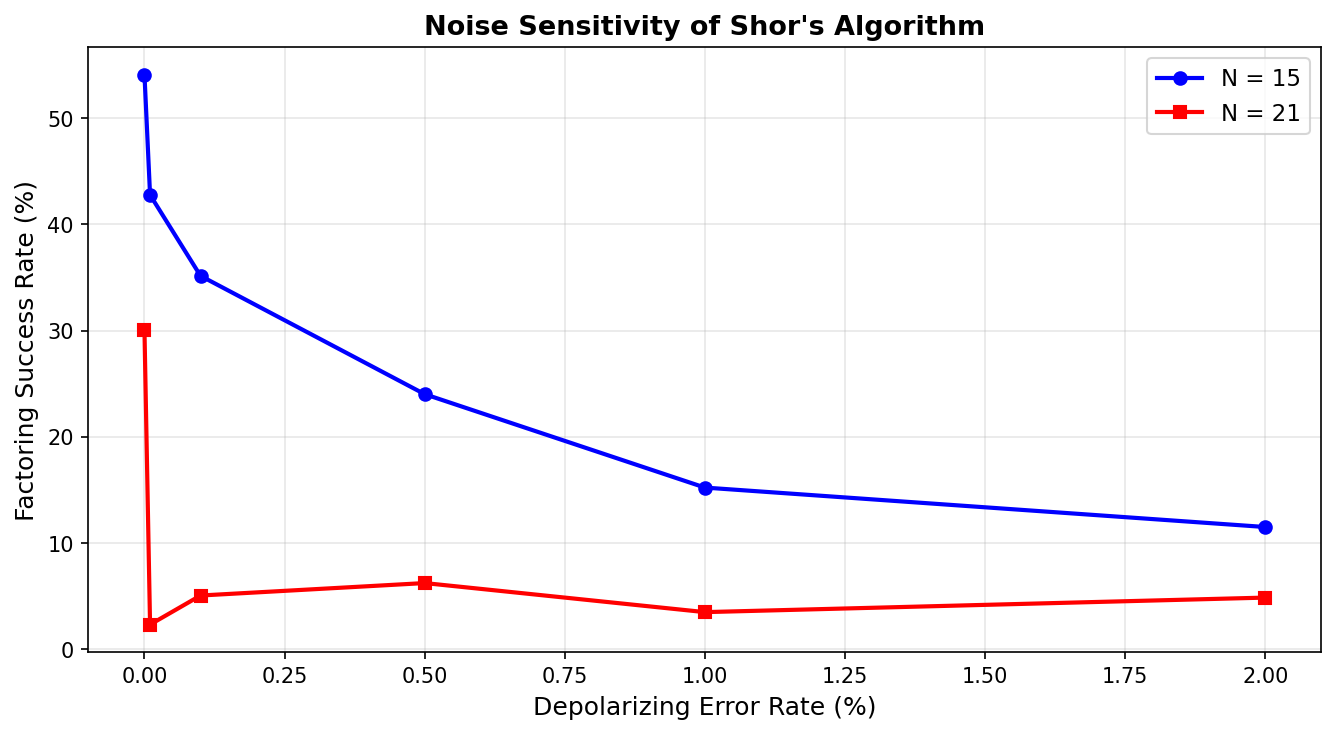 Noise Sensitivity of Shor's Algorithm
N = 15
N = 21
Factoring Success Rate (%)
50
40
30
20
10
0
0.00 0.25 0.50 0.75 1.00 1.25 1.50 1.75 2.00
Depolarizing Error Rate (%)